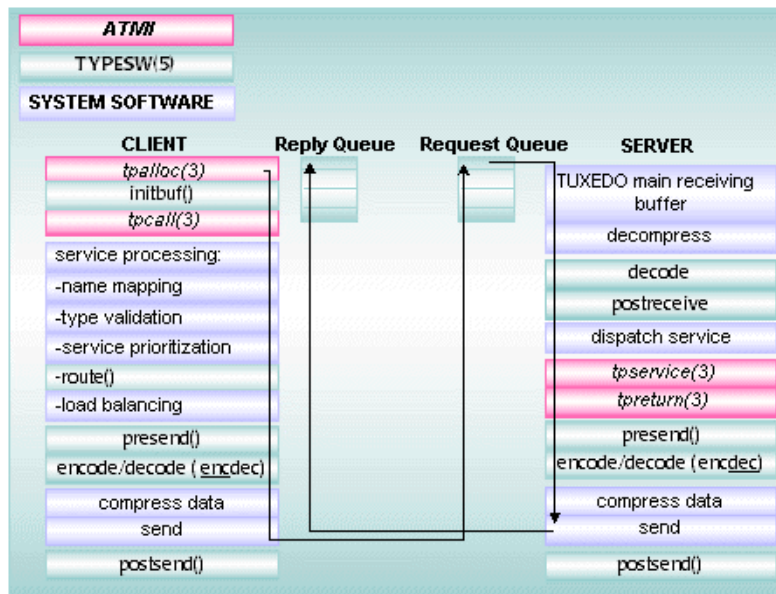 ATMI
TYPESW(5)
SYSTEM SOFTWARE
CLIENT
tpalloc(3)
initbuf()
tpcall(3)
service processing:
-name mapping
-type validation
-service prioritization
-route()
-load balancing
presend()
encode/decode ( encdec)
compress data
send
postsend()
Reply Queue
Request Queue
SERVER
TUXEDO main receiving
buffer
decompress
decode
postreceive
dispatch service
tpservice(3)
tpreturn(3)
presend()
encode/decode (encdec)
compress data
send
postsend()